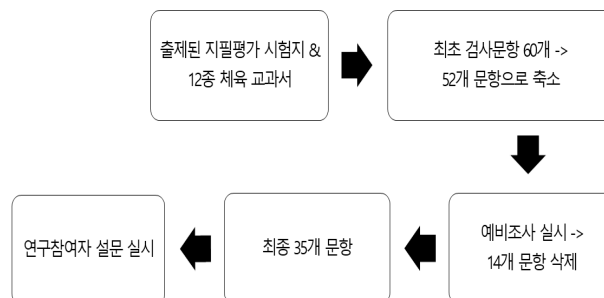 출제된 지필평가 시험지 &
12종 체육 교과서
최초 검사문항 60개 ->
52개 문항으로 축소
예비조사 실시 ->
14개 문항 삭제
최종 35개 문항
연구참여자 설문 실시